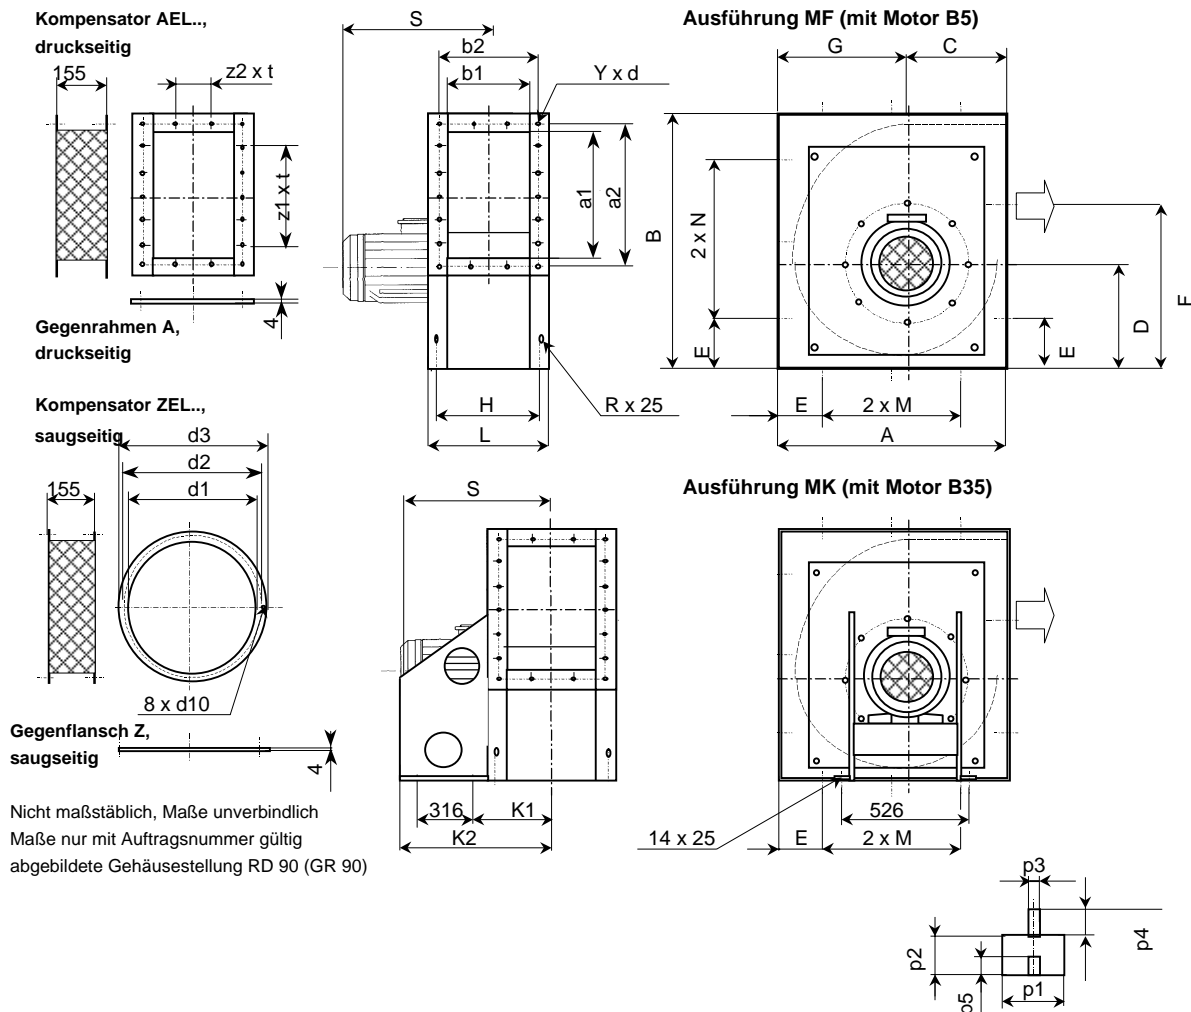 Kompensator AEL..,
druckseitig
155
z2 x t
z1 x t
4
Gegenrahmen A,
druckseitig
S
b2
b1
Y x d
a1
a2
H
L
R x 25
Ausführung MF (mit Motor B5)
G
C
B
2 x N
E
D
F
E
E
2 x M
A
Kompensator ZEL..,
saugseitig
155
d3
d2
d1
8 x d10
Gegenflansch Z,
saugseitig
4
S
316
K1
K2
Ausführung MK (mit Motor B35)
14 x 25
526
E
2 x M
Nicht maßstäblich, Maße unverbindlich
Maße nur mit Auftragsnummer gültig
abgebildete Gehäusestellung RD 90 (GR 90)
p3
p4
p2
p5
p1